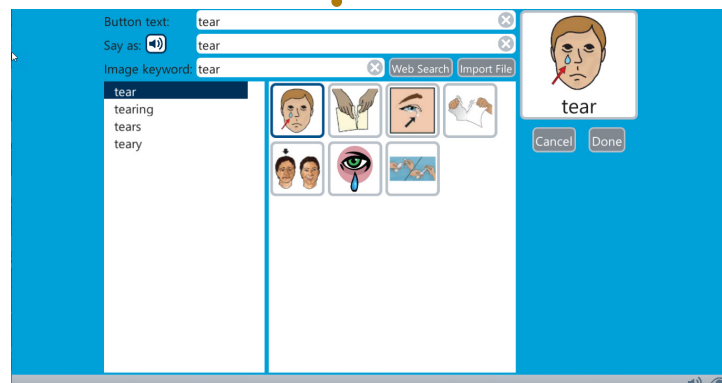 Button text: tear
Say as: tear
Image keyword: tear Web Search Import File
tear
tearing
tears
teary
tear
Cancel Done